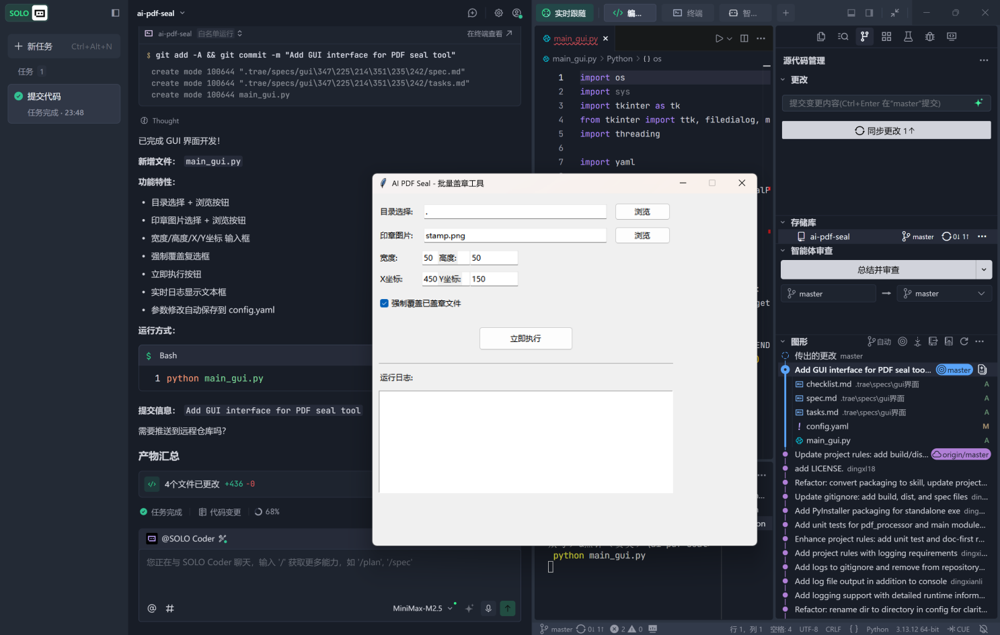 SOLO
新任务 Ctrl+Alt+N
任务 1
提交代码
任务完成 · 23:48
ai-pdf-seal
ai-pdf-seal 白名单运行 在终端查看
$ git add -A && git commit -m "Add GUI interface for PDF seal tool"
create mode 100644 ".trae/specs/gui\347\225\214\351\235\242/spec.md"
create mode 100644 ".trae/specs/gui\347\225\214\351\235\242/tasks.md"
create mode 100644 main_gui.py
Thought
已完成 GUI 界面开发！
新增文件： main_gui.py
功能特性：
• 目录选择 + 浏览按钮
• 印章图片选择 + 浏览按钮
• 宽度/高度/X/Y坐标 输入框
• 强制覆盖复选框
• 立即执行按钮
• 实时日志显示文本框
• 参数修改自动保存到 config.yaml
运行方式：
$ Bash
1 python main_gui.py
提交信息： Add GUI interface for PDF seal tool
需要推送到远程仓库吗？
产物汇总
4个文件已更改 +436 -0
任务完成 代码变更 68%
@SOLO Coder
您正在与 SOLO Coder 聊天，输入 '/' 获取更多能力，如 '/plan', '/spec'
@ # MiniMax-M2.5
实时跟随 编... 终端 智...
main_gui.py
main_gui.py > Python > {} os
1 import os
2 import sys
3 import tkinter as tk
4 from tkinter import ttk, filedialog, m
5 import threading
6
7 import yaml
AI PDF Seal - 批量盖章工具
目录选择: . 浏览
印章图片: stamp.png 浏览
宽度: 50 高度: 50
X坐标: 450 Y坐标: 150
强制覆盖已盖章文件
立即执行
运行日志:
alP
:
get
END
)
...
on
python main_gui.py
源代码管理
更改
提交变更内容(Ctrl+Enter 在"master"提交)
同步更改 1↑
存储库
ai-pdf-seal master 0↓ 1↑
智能体审查
总结并审查
master → master
图形 自动
传出的更改 master
Add GUI interface for PDF seal too... master
checklist.md .trae\specs\gui界面 A
spec.md .trae\specs\gui界面 A
tasks.md .trae\specs\gui界面 A
! config.yaml M
main_gui.py A
Update project rules: add build/dis... origin/master
add LICENSE. dingxl18
Refactor: convert packaging to skill, update project...
Update gitignore: add build, dist, and spec files din...
Add PyInstaller packaging for standalone exe ding...
Add unit tests for pdf_processor and main module...
Enhance project rules: add unit test and doc-first r...
Add project rules with logging requirements dingxi...
Add logs to gitignore and remove from repository...
Add log file output in addition to console dingxianli
Add logging support with detailed runtime inform...
Refactor: rename dir to directory in config for clarit...
master 0↓ 1↑ 2 0 行 1，列 1 空格: 4 UTF-8 CRLF {} Python 3.13.12 64-bit CUE